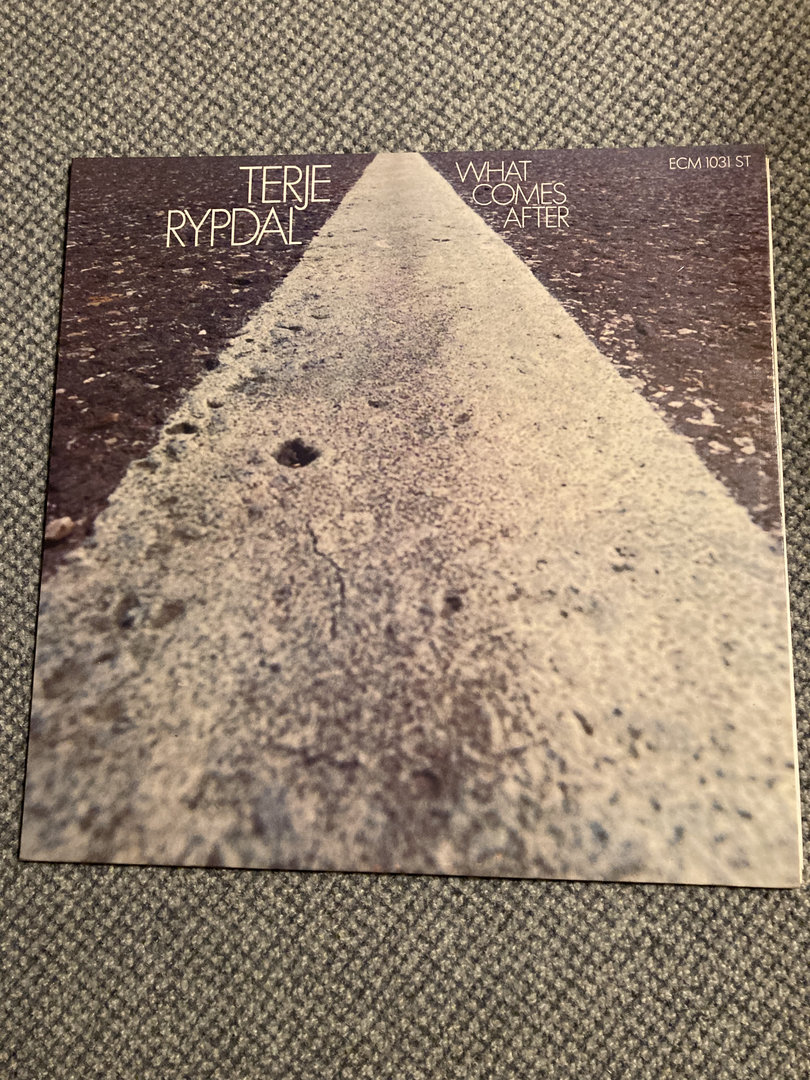 TERJE
RYPDAL
WHAT
COMES
AFTER
ECM 1031 ST